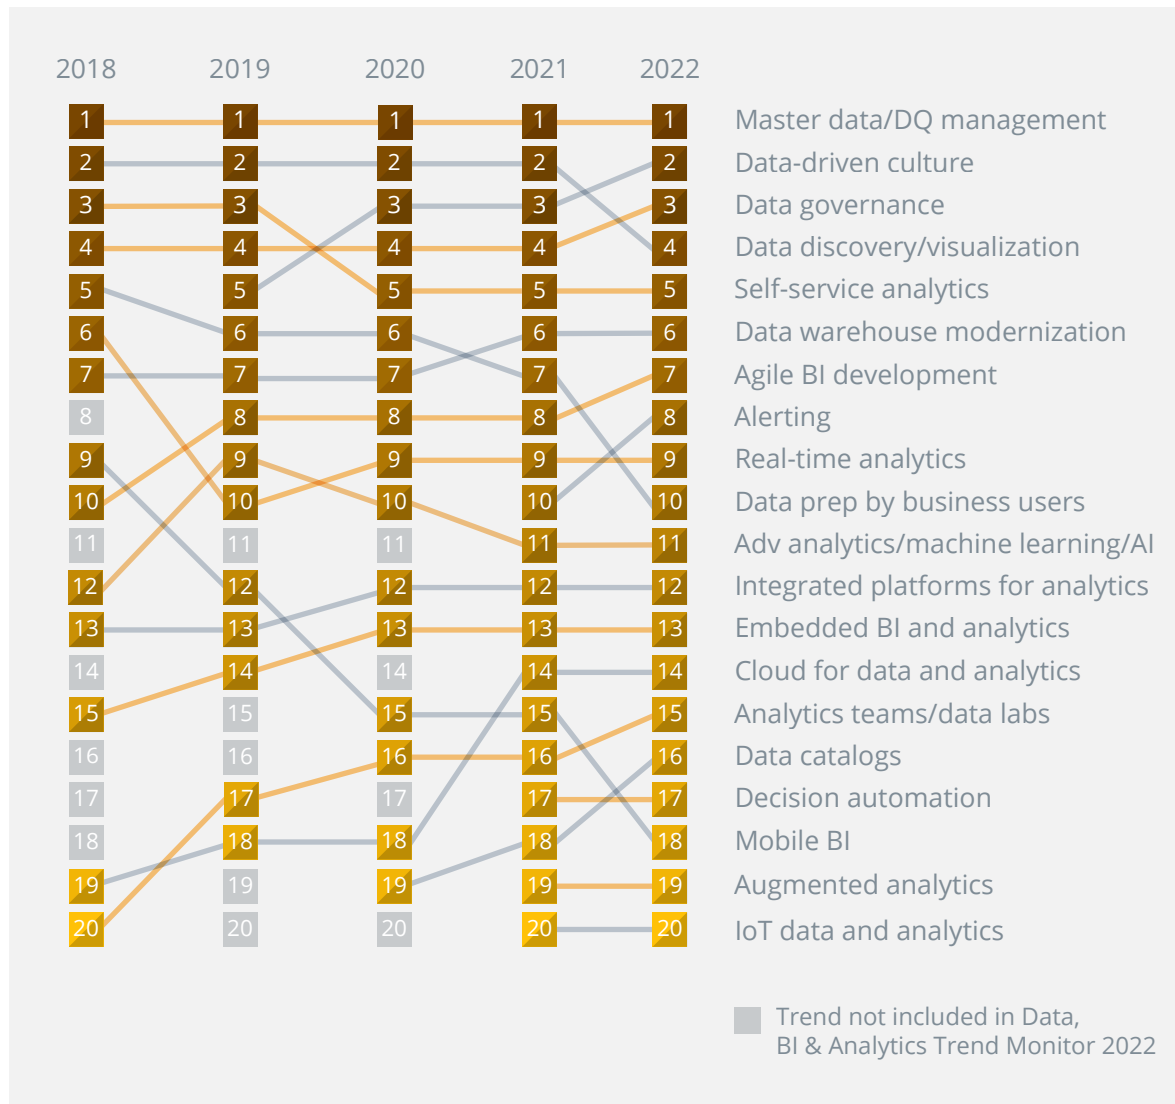 2018 2019 2020 2021 2022
1 1 1 1 1 Master data/DQ management
2 2 2 2 2 Data-driven culture
3 3 3 3 3 Data governance
4 4 4 4 4 Data discovery/visualization
5 5 5 5 5 Self-service analytics
6 6 6 6 6 Data warehouse modernization
7 7 7 7 7 Agile BI development
8 8 8 8 8 Alerting
9 9 9 9 9 Real-time analytics
10 10 10 10 10 Data prep by business users
11 11 11 11 11 Adv analytics/machine learning/AI
12 12 12 12 12 Integrated platforms for analytics
13 13 13 13 13 Embedded BI and analytics
14 14 14 14 14 Cloud for data and analytics
15 15 15 15 15 Analytics teams/data labs
16 16 16 16 16 Data catalogs
17 17 17 17 17 Decision automation
18 18 18 18 18 Mobile BI
19 19 19 19 19 Augmented analytics
20 20 20 20 20 IoT data and analytics
Trend not included in Data,
BI & Analytics Trend Monitor 2022